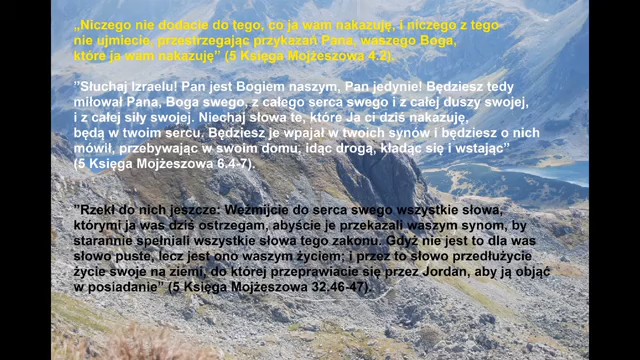 „Niczego nie dodacie do tego, co ja wam nakazuję, i niczego z tego
nie ujmiecie, przestrzegając przykazań Pana, waszego Boga,
które ja wam nakazuję” (5 Księga Mojżeszowa 4.2).
”Słuchaj Izraelu! Pan jest Bogiem naszym, Pan jedynie! Będziesz tedy
miłował Pana, Boga swego, z całego serca swego i z całej duszy swojej,
i z całej siły swojej. Niechaj słowa te, które Ja ci dziś nakazuję,
będą w twoim sercu. Będziesz je wpajał w twoich synów i będziesz o nich
mówił, przebywając w swoim domu, idąc drogą, kładąc się i wstając”
(5 Księga Mojżeszowa 6.4-7).
”Rzekł do nich jeszcze: Weźmijcie do serca swego wszystkie słowa,
którymi ja was dziś ostrzegam, abyście je przekazali waszym synom, by
starannie spełniali wszystkie słowa tego zakonu. Gdyż nie jest to dla was
słowo puste, lecz jest ono waszym życiem; i przez to słowo przedłużycie
życie swoje na ziemi, do której przeprawiacie się przez Jordan, aby ją objąć
w posiadanie” (5 Księga Mojżeszowa 32.46-47).